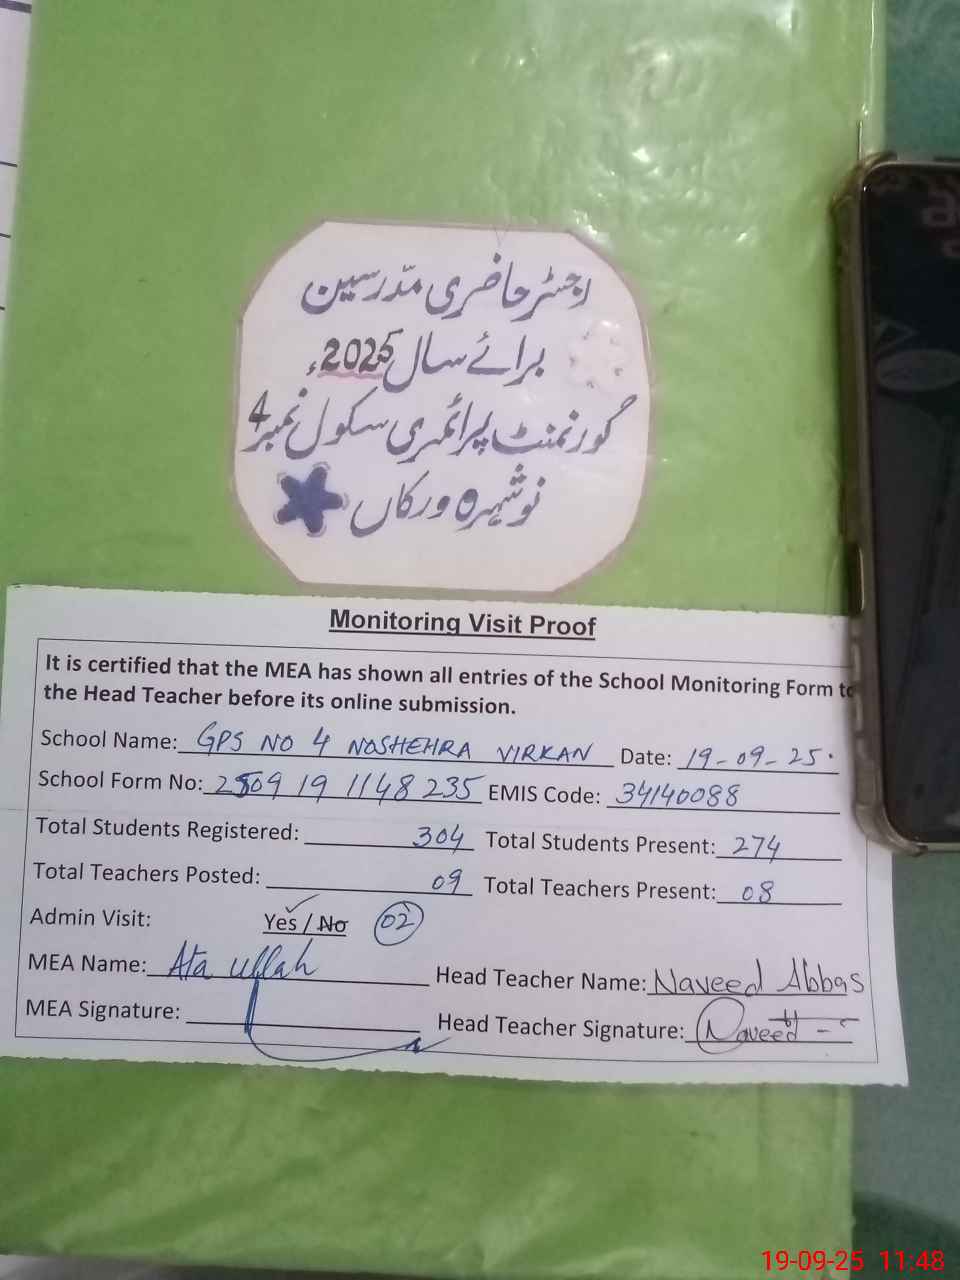 رجسٹر حاضری مدّرسین
برائے سال 2025ء
گورنمنٹ پرائمری سکول نمبر 4
نوشہرہ ورکاں
Monitoring Visit Proof
It is certified that the MEA has shown all entries of the School Monitoring Form to
the Head Teacher before its online submission.
School Name: GPS NO 4 NOSHEHRA VIRKAN Date: 19-09-25.
School Form No: 2509 19 1148 235 EMIS Code: 34140088
Total Students Registered: 304 Total Students Present: 274
Total Teachers Posted: 09 Total Teachers Present: 08
Admin Visit: Yes / No 02
MEA Name: Ata Ullah Head Teacher Name: Naveed Abbas
MEA Signature: Head Teacher Signature: Naveed
19-09-25 11:48